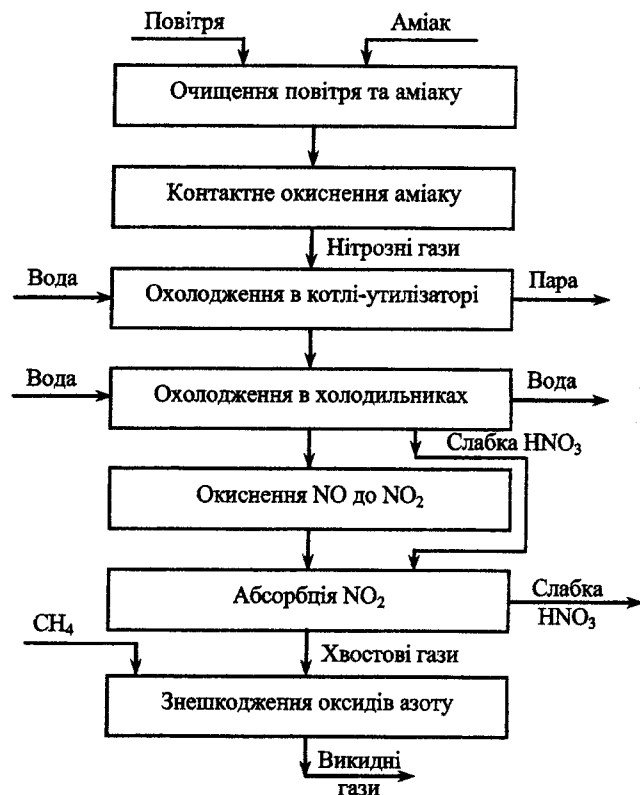 Повітря
Аміак
Очищення повітря та аміаку
Контактне окиснення аміаку
Нітрозні гази
Вода
Охолодження в котлі-утилізаторі
Пара
Вода
Охолодження в холодильниках
Вода
Слабка HNO₃
Окиснення NO до NO₂
Абсорбція NO₂
Слабка
HNO₃
CH₄
Хвостові гази
Знешкодження оксидів азоту
Викидні
гази